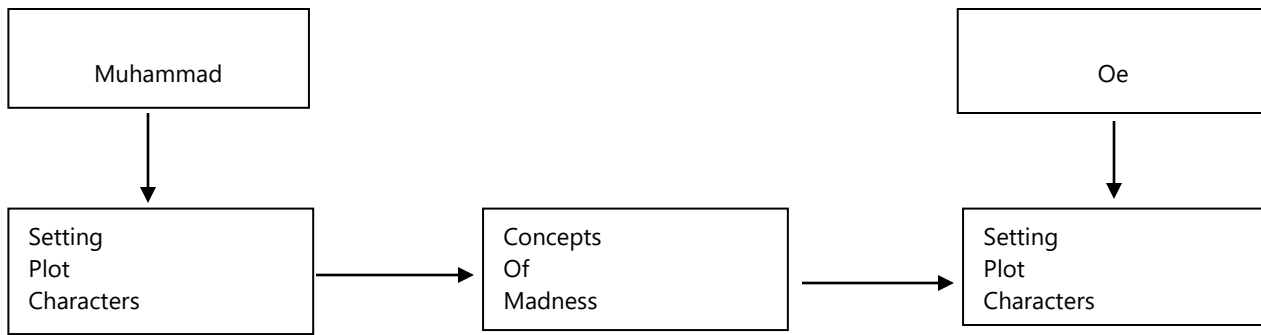 Muhammad
Oe
Setting
Plot
Characters
Concepts
Of
Madness
Setting
Plot
Characters